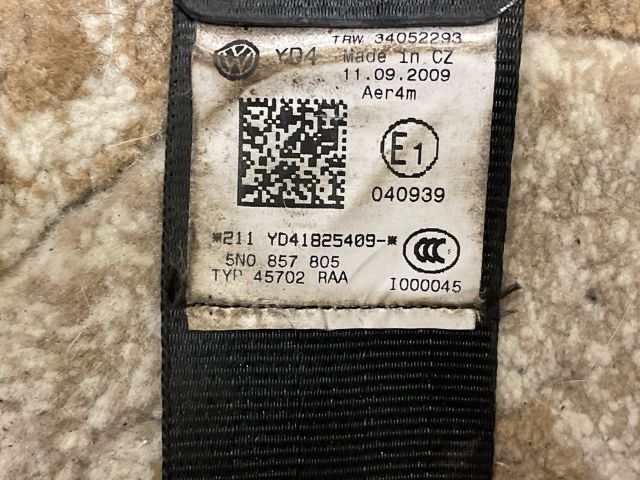 TRW 34052293
YD4 Made in CZ
11.09.2009
Aer4m
E1
040939
*211 YD41825409-*
5N0 857 805
TYP 45702 RAA
CCC
I000045